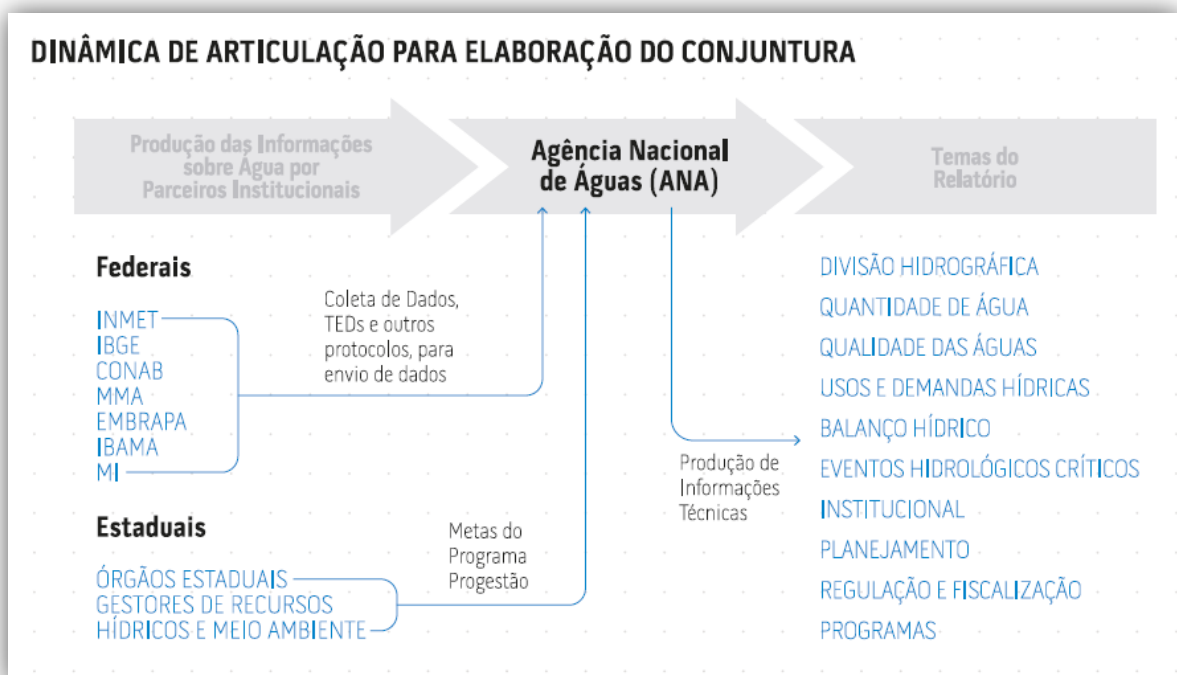 DINÂMICA DE ARTICULAÇÃO PARA ELABORAÇÃO DO CONJUNTURA
Produção das Informações
sobre Água por
Parceiros Institucionais
Agência Nacional
de Águas (ANA)
Temas do
Relatório
Federais
INMET
IBGE
CONAB
MMA
EMBRAPA
IBAMA
MI
Coleta de Dados,
TEDs e outros
protocolos, para
envio de dados
Estaduais
ÓRGÃOS ESTADUAIS
GESTORES DE RECURSOS
HÍDRICOS E MEIO AMBIENTE
Metas do
Programa
Progestão
Produção de
Informações
Técnicas
DIVISÃO HIDROGRÁFICA
QUANTIDADE DE ÁGUA
QUALIDADE DAS ÁGUAS
USOS E DEMANDAS HÍDRICAS
BALANÇO HÍDRICO
EVENTOS HIDROLÓGICOS CRÍTICOS
INSTITUCIONAL
PLANEJAMENTO
REGULAÇÃO E FISCALIZAÇÃO
PROGRAMAS